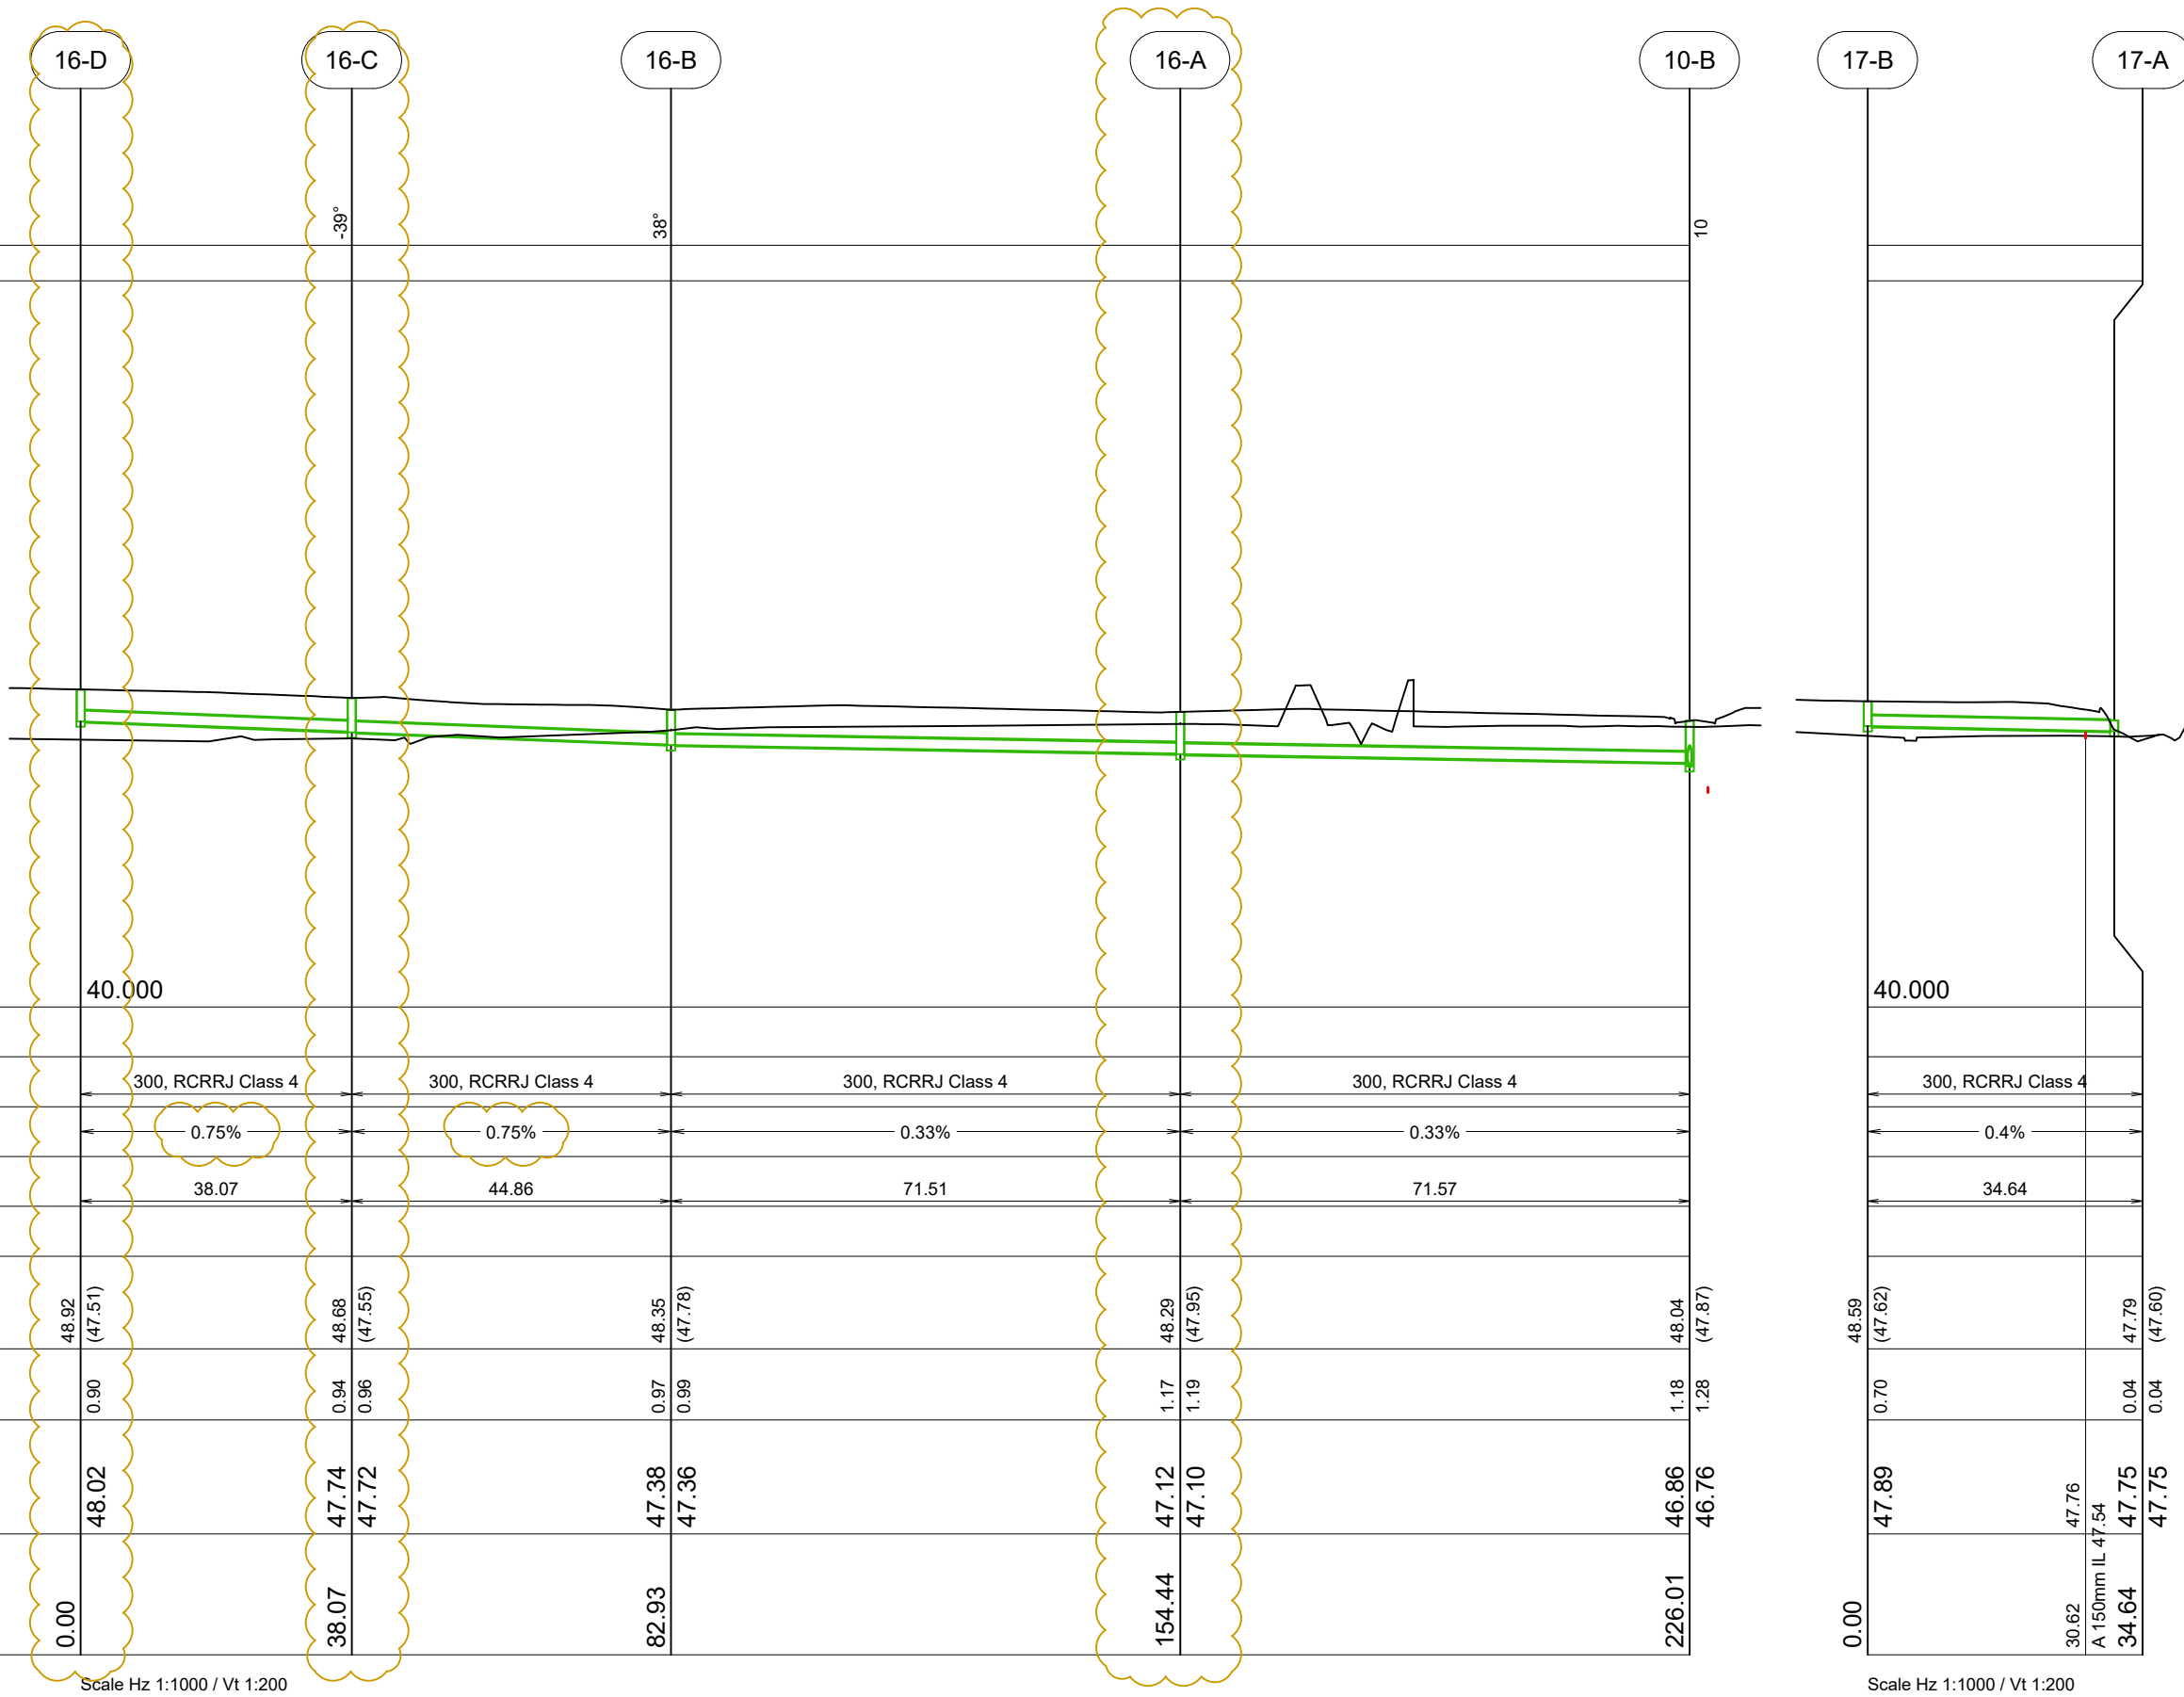 16-D 16-C 16-B 16-A 10-B 17-B 17-A
-39° 38° 10
40.000 40.000
300, RCRRJ Class 4 300, RCRRJ Class 4 300, RCRRJ Class 4 300, RCRRJ Class 4 300, RCRRJ Class 4
0.75% 0.75% 0.33% 0.33% 0.4%
38.07 44.86 71.51 71.57 34.64
48.92 (47.51) 48.68 (47.55) 48.35 (47.78) 48.29 (47.95) 48.04 (47.87) 48.59 (47.62) 47.79 (47.60)
0.90 0.94 0.96 0.97 0.99 1.17 1.19 1.18 1.28 0.70 0.04 0.04
48.02 47.74 47.72 47.38 47.36 47.12 47.10 46.86 46.76 47.89 47.76 47.75 47.75
0.00 38.07 82.93 154.44 226.01 0.00 30.62 A 150mm IL 47.54 34.64
Scale Hz 1:1000 / Vt 1:200 Scale Hz 1:1000 / Vt 1:200